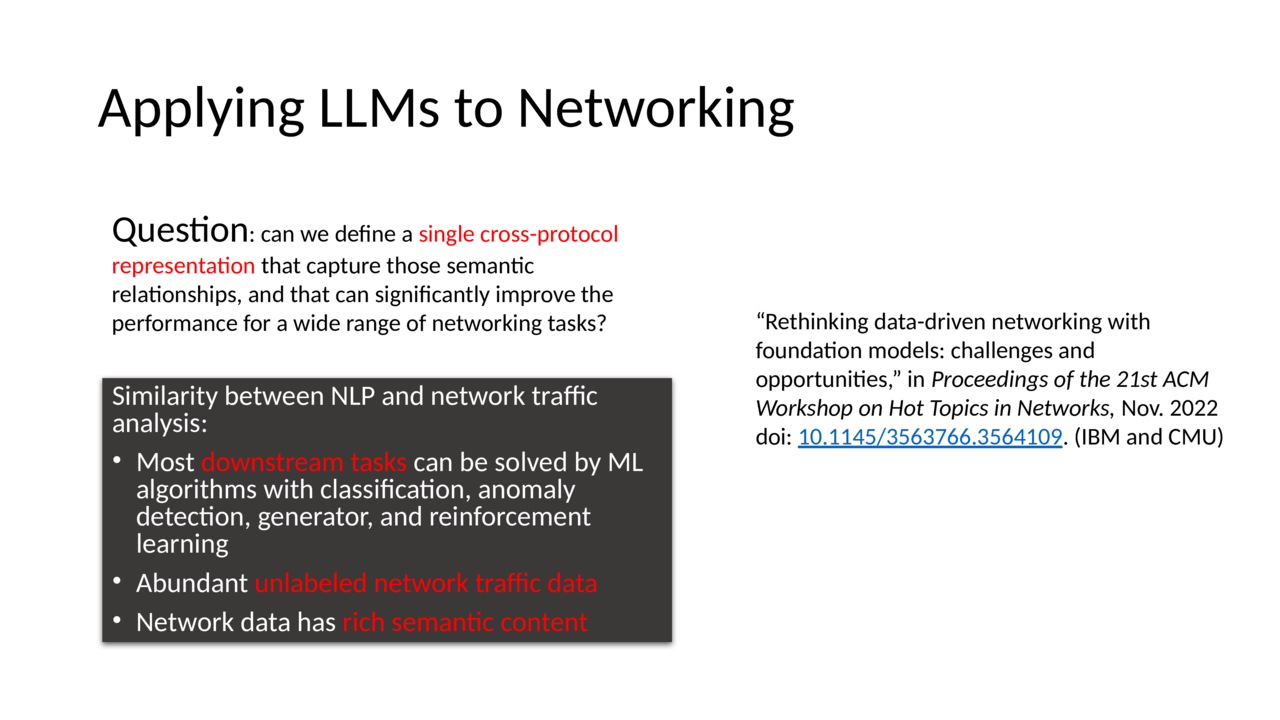 Applying LLMs to Networking
Question: can we define a single cross-protocol
representation that capture those semantic
relationships, and that can significantly improve the
performance for a wide range of networking tasks?
Similarity between NLP and network traffic
analysis:
• Most downstream tasks can be solved by ML
algorithms with classification, anomaly
detection, generator, and reinforcement
learning
• Abundant unlabeled network traffic data
• Network data has rich semantic content
“Rethinking data-driven networking with
foundation models: challenges and
opportunities,” in Proceedings of the 21st ACM
Workshop on Hot Topics in Networks, Nov. 2022
doi: 10.1145/3563766.3564109. (IBM and CMU)